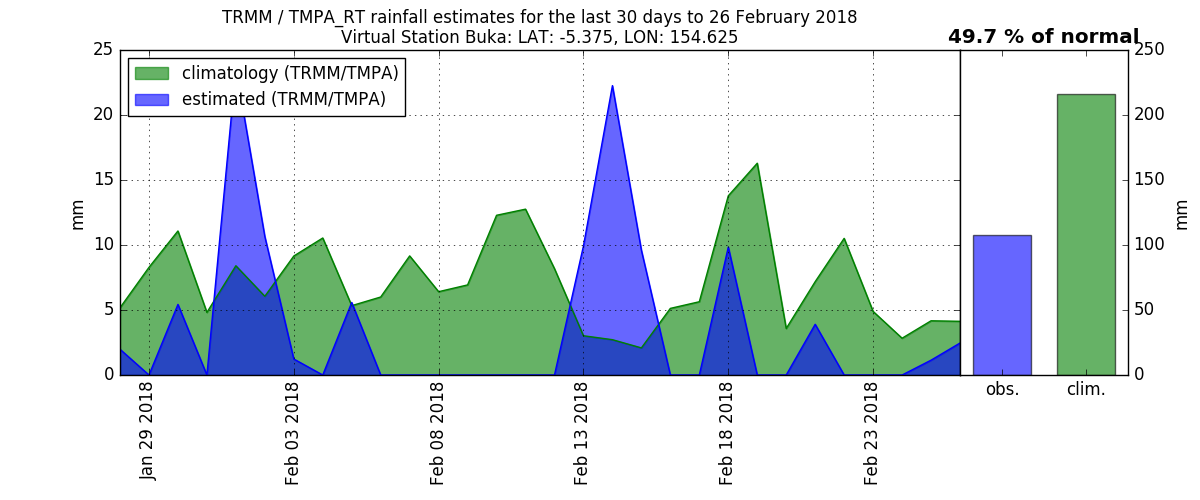 TRMM / TMPA_RT rainfall estimates for the last 30 days to 26 February 2018
Virtual Station Buka: LAT: -5.375, LON: 154.625
49.7 % of normal
climatology (TRMM/TMPA)
estimated (TRMM/TMPA)
25
20
15
10
5
0
mm
Jan 29 2018
Feb 03 2018
Feb 08 2018
Feb 13 2018
Feb 18 2018
Feb 23 2018
obs.
clim.
250
200
150
100
50
0
mm